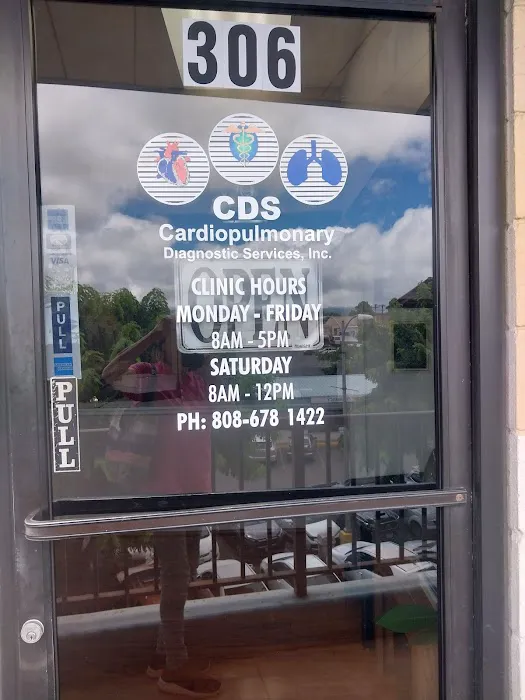 306
CDS
Cardiopulmonary
Diagnostic Services, Inc.
OPEN
CLINIC HOURS
MONDAY - FRIDAY
8AM - 5PM
SATURDAY
8AM - 12PM
PH: 808-678 1422
VISA
PULL
PULL